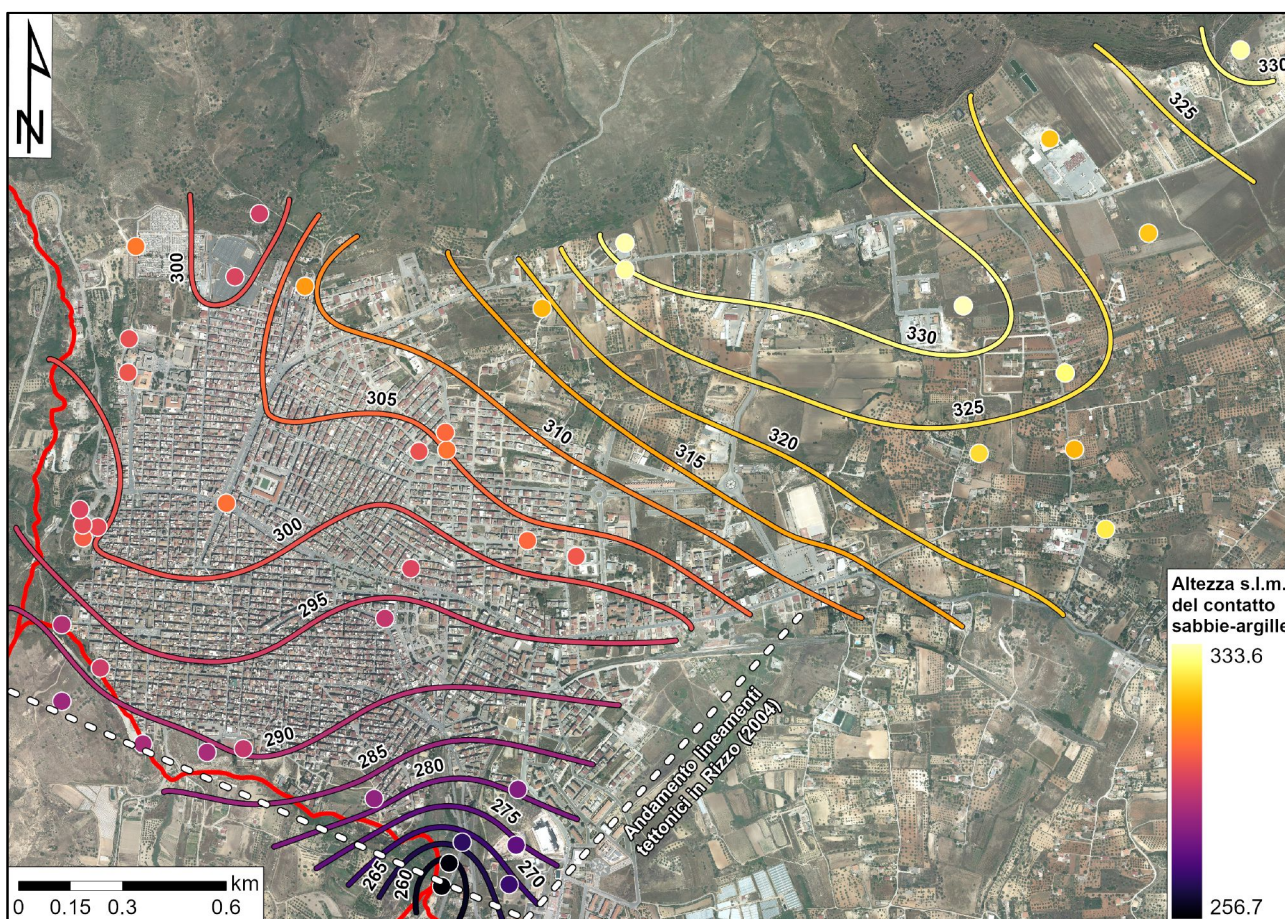 N
330
325
300
330
305
325
310
320
315
300
295
Altezza s.l.m.
del contatto
sabbie-argille
333.6
256.7
290
285
280
275
270
265
260
Andamento lineamenti
tettonici in Rizzo (2004)
km
0 0.15 0.3 0.6